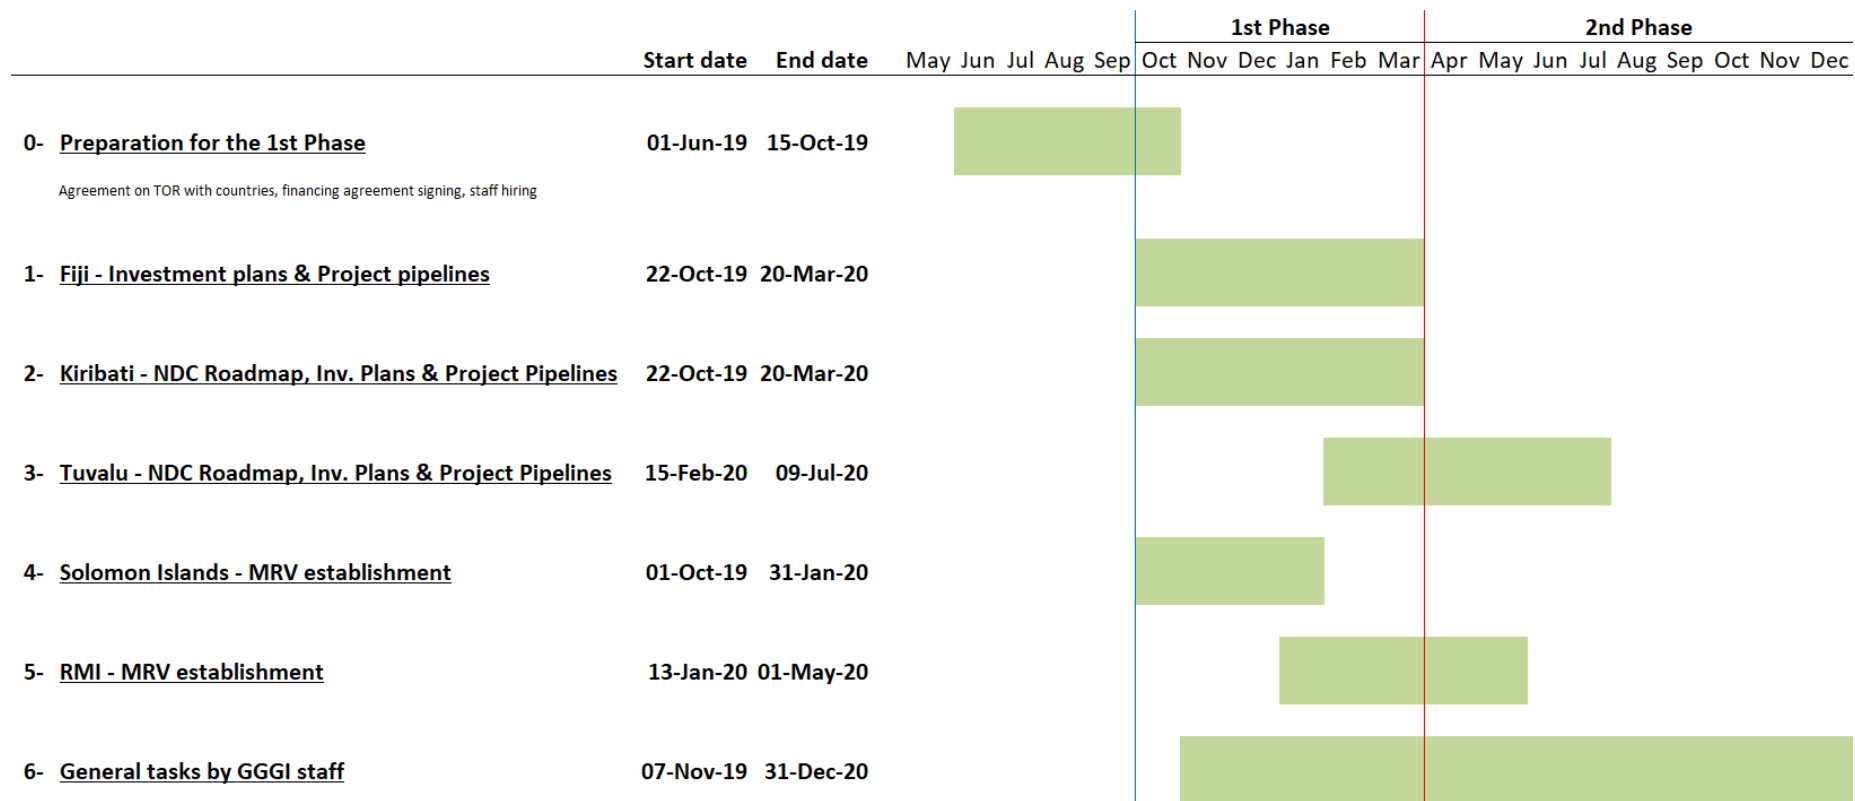 1st Phase 2nd Phase
Start date End date May Jun Jul Aug Sep Oct Nov Dec Jan Feb Mar Apr May Jun Jul Aug Sep Oct Nov Dec
0- Preparation for the 1st Phase 01-Jun-19 15-Oct-19
Agreement on TOR with countries, financing agreement signing, staff hiring
1- Fiji - Investment plans & Project pipelines 22-Oct-19 20-Mar-20
2- Kiribati - NDC Roadmap, Inv. Plans & Project Pipelines 22-Oct-19 20-Mar-20
3- Tuvalu - NDC Roadmap, Inv. Plans & Project Pipelines 15-Feb-20 09-Jul-20
4- Solomon Islands - MRV establishment 01-Oct-19 31-Jan-20
5- RMI - MRV establishment 13-Jan-20 01-May-20
6- General tasks by GGGI staff 07-Nov-19 31-Dec-20